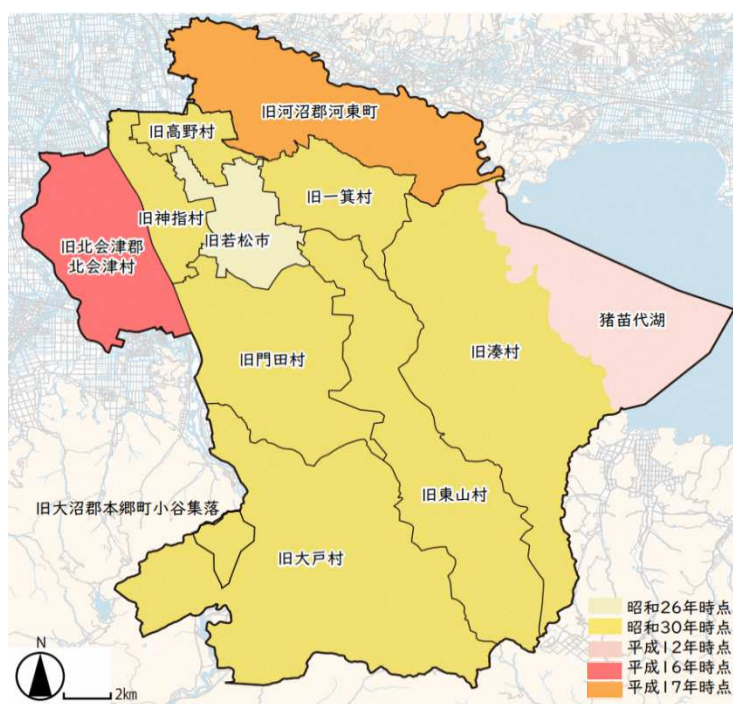 旧河沼郡河東町
旧高野村
旧一箕村
旧神指村
旧若松市
旧北会津郡
北会津村
猪苗代湖
旧門田村
旧湊村
旧東山村
旧大沼郡本郷町小谷集落
旧大戸村
昭和26年時点
昭和30年時点
平成12年時点
平成16年時点
平成17年時点
N
2km